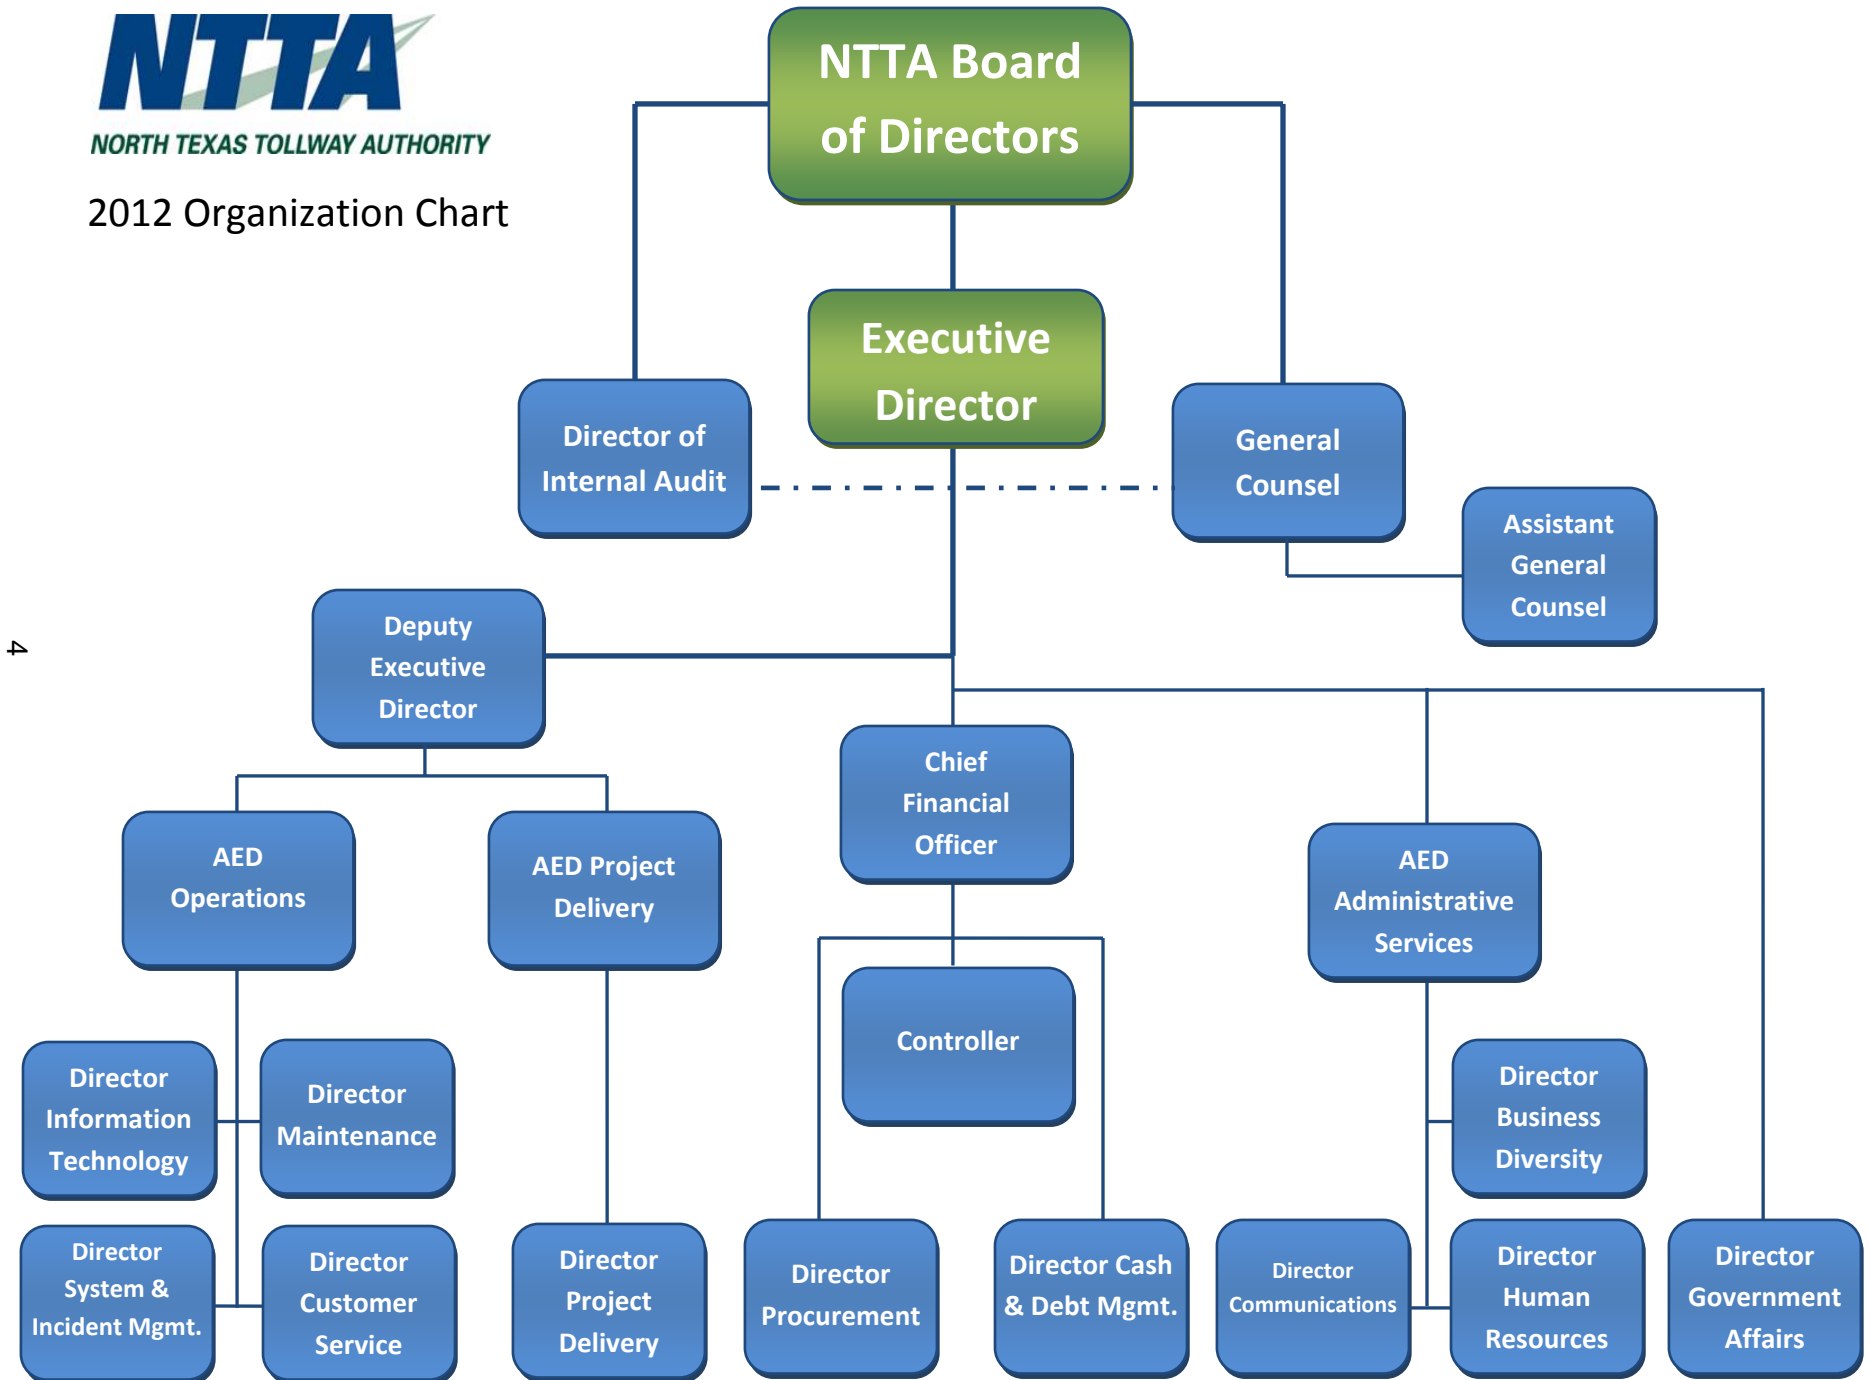 NTTA
NORTH TEXAS TOLLWAY AUTHORITY
2012 Organization Chart
NTTA Board
of Directors
Executive
Director
Director of
Internal Audit
General
Counsel
Assistant
General
Counsel
Deputy
Executive
Director
4
Chief
Financial
Officer
AED
Operations
AED Project
Delivery
AED
Administrative
Services
Controller
Director
Information
Technology
Director
Maintenance
Director
Business
Diversity
Director
System &
Incident Mgmt.
Director
Customer
Service
Director
Project
Delivery
Director
Procurement
Director Cash
& Debt Mgmt.
Director
Communications
Director
Human
Resources
Director
Government
Affairs